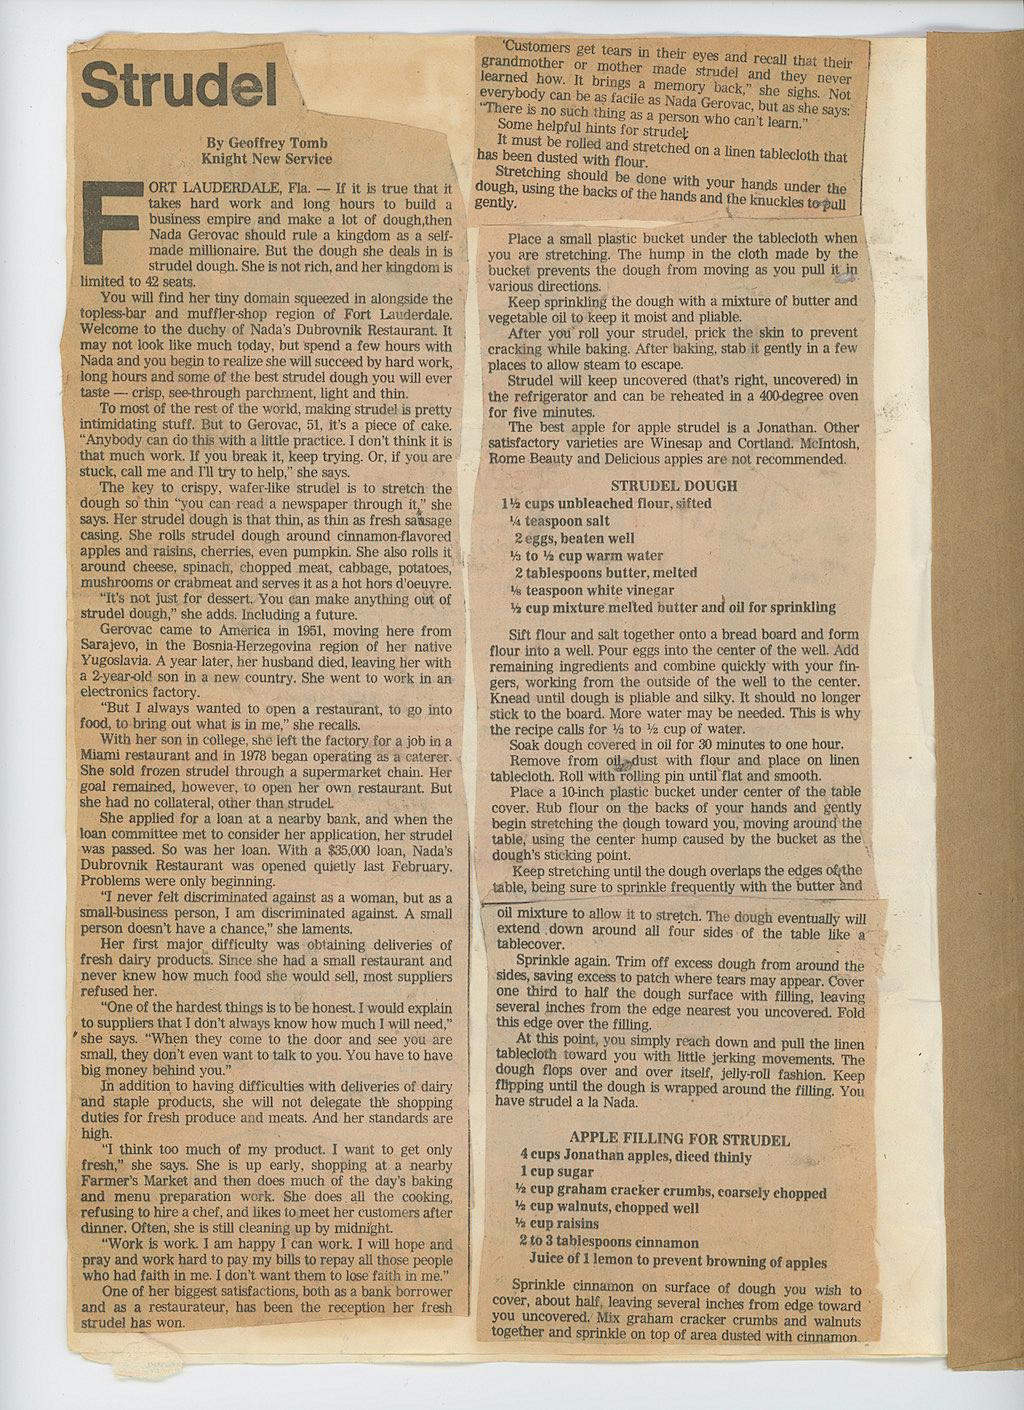 Strudel
By Geoffrey Tomb
Knight New Service
FORT LAUDERDALE, Fla. — If it is true that it
takes hard work and long hours to build a
business empire and make a lot of dough,then
Nada Gerovac should rule a kingdom as a self-
made millionaire. But the dough she deals in is
strudel dough. She is not rich, and her kingdom is
limited to 42 seats.
You will find her tiny domain squeezed in alongside the
topless-bar and muffler-shop region of Fort Lauderdale.
Welcome to the duchy of Nada's Dubrovnik Restaurant. It
may not look like much today, but spend a few hours with
Nada and you begin to realize she will succeed by hard work,
long hours and some of the best strudel dough you will ever
taste — crisp, see-through parchment, light and thin.
To most of the rest of the world, making strudel is pretty
intimidating stuff. But to Gerovac, 51, it's a piece of cake.
"Anybody can do this with a little practice. I don't think it is
that much work. If you break it, keep trying. Or, if you are
stuck, call me and I'll try to help," she says.
The key to crispy, wafer-like strudel is to stretch the
dough so thin "you can read a newspaper through it," she
says. Her strudel dough is that thin, as thin as fresh sausage
casing. She rolls strudel dough around cinnamon-flavored
apples and raisins, cherries, even pumpkin. She also rolls it
around cheese, spinach, chopped meat, cabbage, potatoes,
mushrooms or crabmeat and serves it as a hot hors d'oeuvre.
"It's not just for dessert. You can make anything out of
strudel dough," she adds. Including a future.
Gerovac came to America in 1951, moving here from
Sarajevo, in the Bosnia-Herzegovina region of her native
Yugoslavia. A year later, her husband died, leaving her with
a 2-year-old son in a new country. She went to work in an
electronics factory.
"But I always wanted to open a restaurant, to go into
food, to bring out what is in me," she recalls.
With her son in college, she left the factory for a job in a
Miami restaurant and in 1978 began operating as a caterer.
She sold frozen strudel through a supermarket chain. Her
goal remained, however, to open her own restaurant. But
she had no collateral, other than strudel.
She applied for a loan at a nearby bank, and when the
loan committee met to consider her application, her strudel
was passed. So was her loan. With a $35,000 loan, Nada's
Dubrovnik Restaurant was opened quietly last February.
Problems were only beginning.
"I never felt discriminated against as a woman, but as a
small-business person, I am discriminated against. A small
person doesn't have a chance," she laments.
Her first major difficulty was obtaining deliveries of
fresh dairy products. Since she had a small restaurant and
never knew how much food she would sell, most suppliers
refused her.
"One of the hardest things is to be honest. I would explain
to suppliers that I don't always know how much I will need,"
she says. "When they come to the door and see you are
small, they don't even want to talk to you. You have to have
big money behind you."
In addition to having difficulties with deliveries of dairy
and staple products, she will not delegate the shopping
duties for fresh produce and meats. And her standards are
high.
"I think too much of my product. I want to get only
fresh," she says. She is up early, shopping at a nearby
Farmer's Market and then does much of the day's baking
and menu preparation work. She does all the cooking,
refusing to hire a chef, and likes to meet her customers after
dinner. Often, she is still cleaning up by midnight.
"Work is work. I am happy I can work. I will hope and
pray and work hard to pay my bills to repay all those people
who had faith in me. I don't want them to lose faith in me."
One of her biggest satisfactions, both as a bank borrower
and as a restaurateur, has been the reception her fresh
strudel has won.
'Customers get tears in their eyes and recall that their
grandmother or mother made strudel and they never
learned how. It brings a memory back," she sighs. Not
everybody can be as facile as Nada Gerovac, but as she says:
"There is no such thing as a person who can't learn."
Some helpful hints for strudel:
It must be rolled and stretched on a linen tablecloth that
has been dusted with flour.
Stretching should be done with your hands under the
dough, using the backs of the hands and the knuckles to pull
gently.
Place a small plastic bucket under the tablecloth when
you are stretching. The hump in the cloth made by the
bucket prevents the dough from moving as you pull it in
various directions.
Keep sprinkling the dough with a mixture of butter and
vegetable oil to keep it moist and pliable.
After you roll your strudel, prick the skin to prevent
cracking while baking. After baking, stab it gently in a few
places to allow steam to escape.
Strudel will keep uncovered (that's right, uncovered) in
the refrigerator and can be reheated in a 400-degree oven
for five minutes.
The best apple for apple strudel is a Jonathan. Other
satisfactory varieties are Winesap and Cortland. McIntosh,
Rome Beauty and Delicious apples are not recommended.
STRUDEL DOUGH
1½ cups unbleached flour, sifted
¼ teaspoon salt
2 eggs, beaten well
⅓ to ½ cup warm water
2 tablespoons butter, melted
⅛ teaspoon white vinegar
½ cup mixture melted butter and oil for sprinkling
Sift flour and salt together onto a bread board and form
flour into a well. Pour eggs into the center of the well. Add
remaining ingredients and combine quickly with your fin-
gers, working from the outside of the well to the center.
Knead until dough is pliable and silky. It should no longer
stick to the board. More water may be needed. This is why
the recipe calls for ⅓ to ½ cup of water.
Soak dough covered in oil for 30 minutes to one hour.
Remove from oil, dust with flour and place on linen
tablecloth. Roll with rolling pin until flat and smooth.
Place a 10-inch plastic bucket under center of the table
cover. Rub flour on the backs of your hands and gently
begin stretching the dough toward you, moving around the
table, using the center hump caused by the bucket as the
dough's sticking point.
Keep stretching until the dough overlaps the edges of the
table, being sure to sprinkle frequently with the butter and
oil mixture to allow it to stretch. The dough eventually will
extend down around all four sides of the table like a
tablecover.
Sprinkle again. Trim off excess dough from around the
sides, saving excess to patch where tears may appear. Cover
one third to half the dough surface with filling, leaving
several inches from the edge nearest you uncovered. Fold
this edge over the filling.
At this point, you simply reach down and pull the linen
tablecloth toward you with little jerking movements. The
dough flops over and over itself, jelly-roll fashion. Keep
flipping until the dough is wrapped around the filling. You
have strudel a la Nada.
APPLE FILLING FOR STRUDEL
4 cups Jonathan apples, diced thinly
1 cup sugar
½ cup graham cracker crumbs, coarsely chopped
½ cup walnuts, chopped well
½ cup raisins
2 to 3 tablespoons cinnamon
Juice of 1 lemon to prevent browning of apples
Sprinkle cinnamon on surface of dough you wish to
cover, about half, leaving several inches from edge toward
you uncovered. Mix graham cracker crumbs and walnuts
together and sprinkle on top of area dusted with cinnamon.